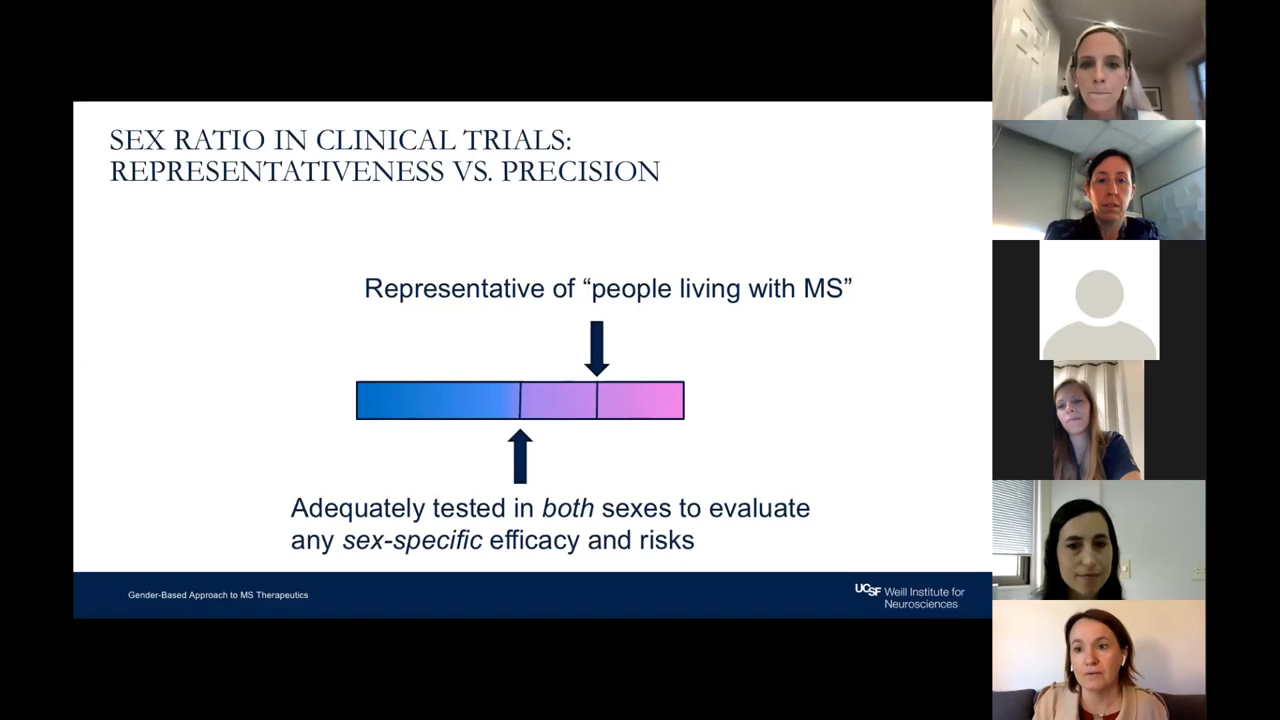 SEX RATIO IN CLINICAL TRIALS:
REPRESENTATIVENESS VS. PRECISION
Representative of “people living with MS”
Adequately tested in both sexes to evaluate
any sex-specific efficacy and risks
Gender-Based Approach to MS Therapeutics
UCSF Weill Institute for
Neurosciences